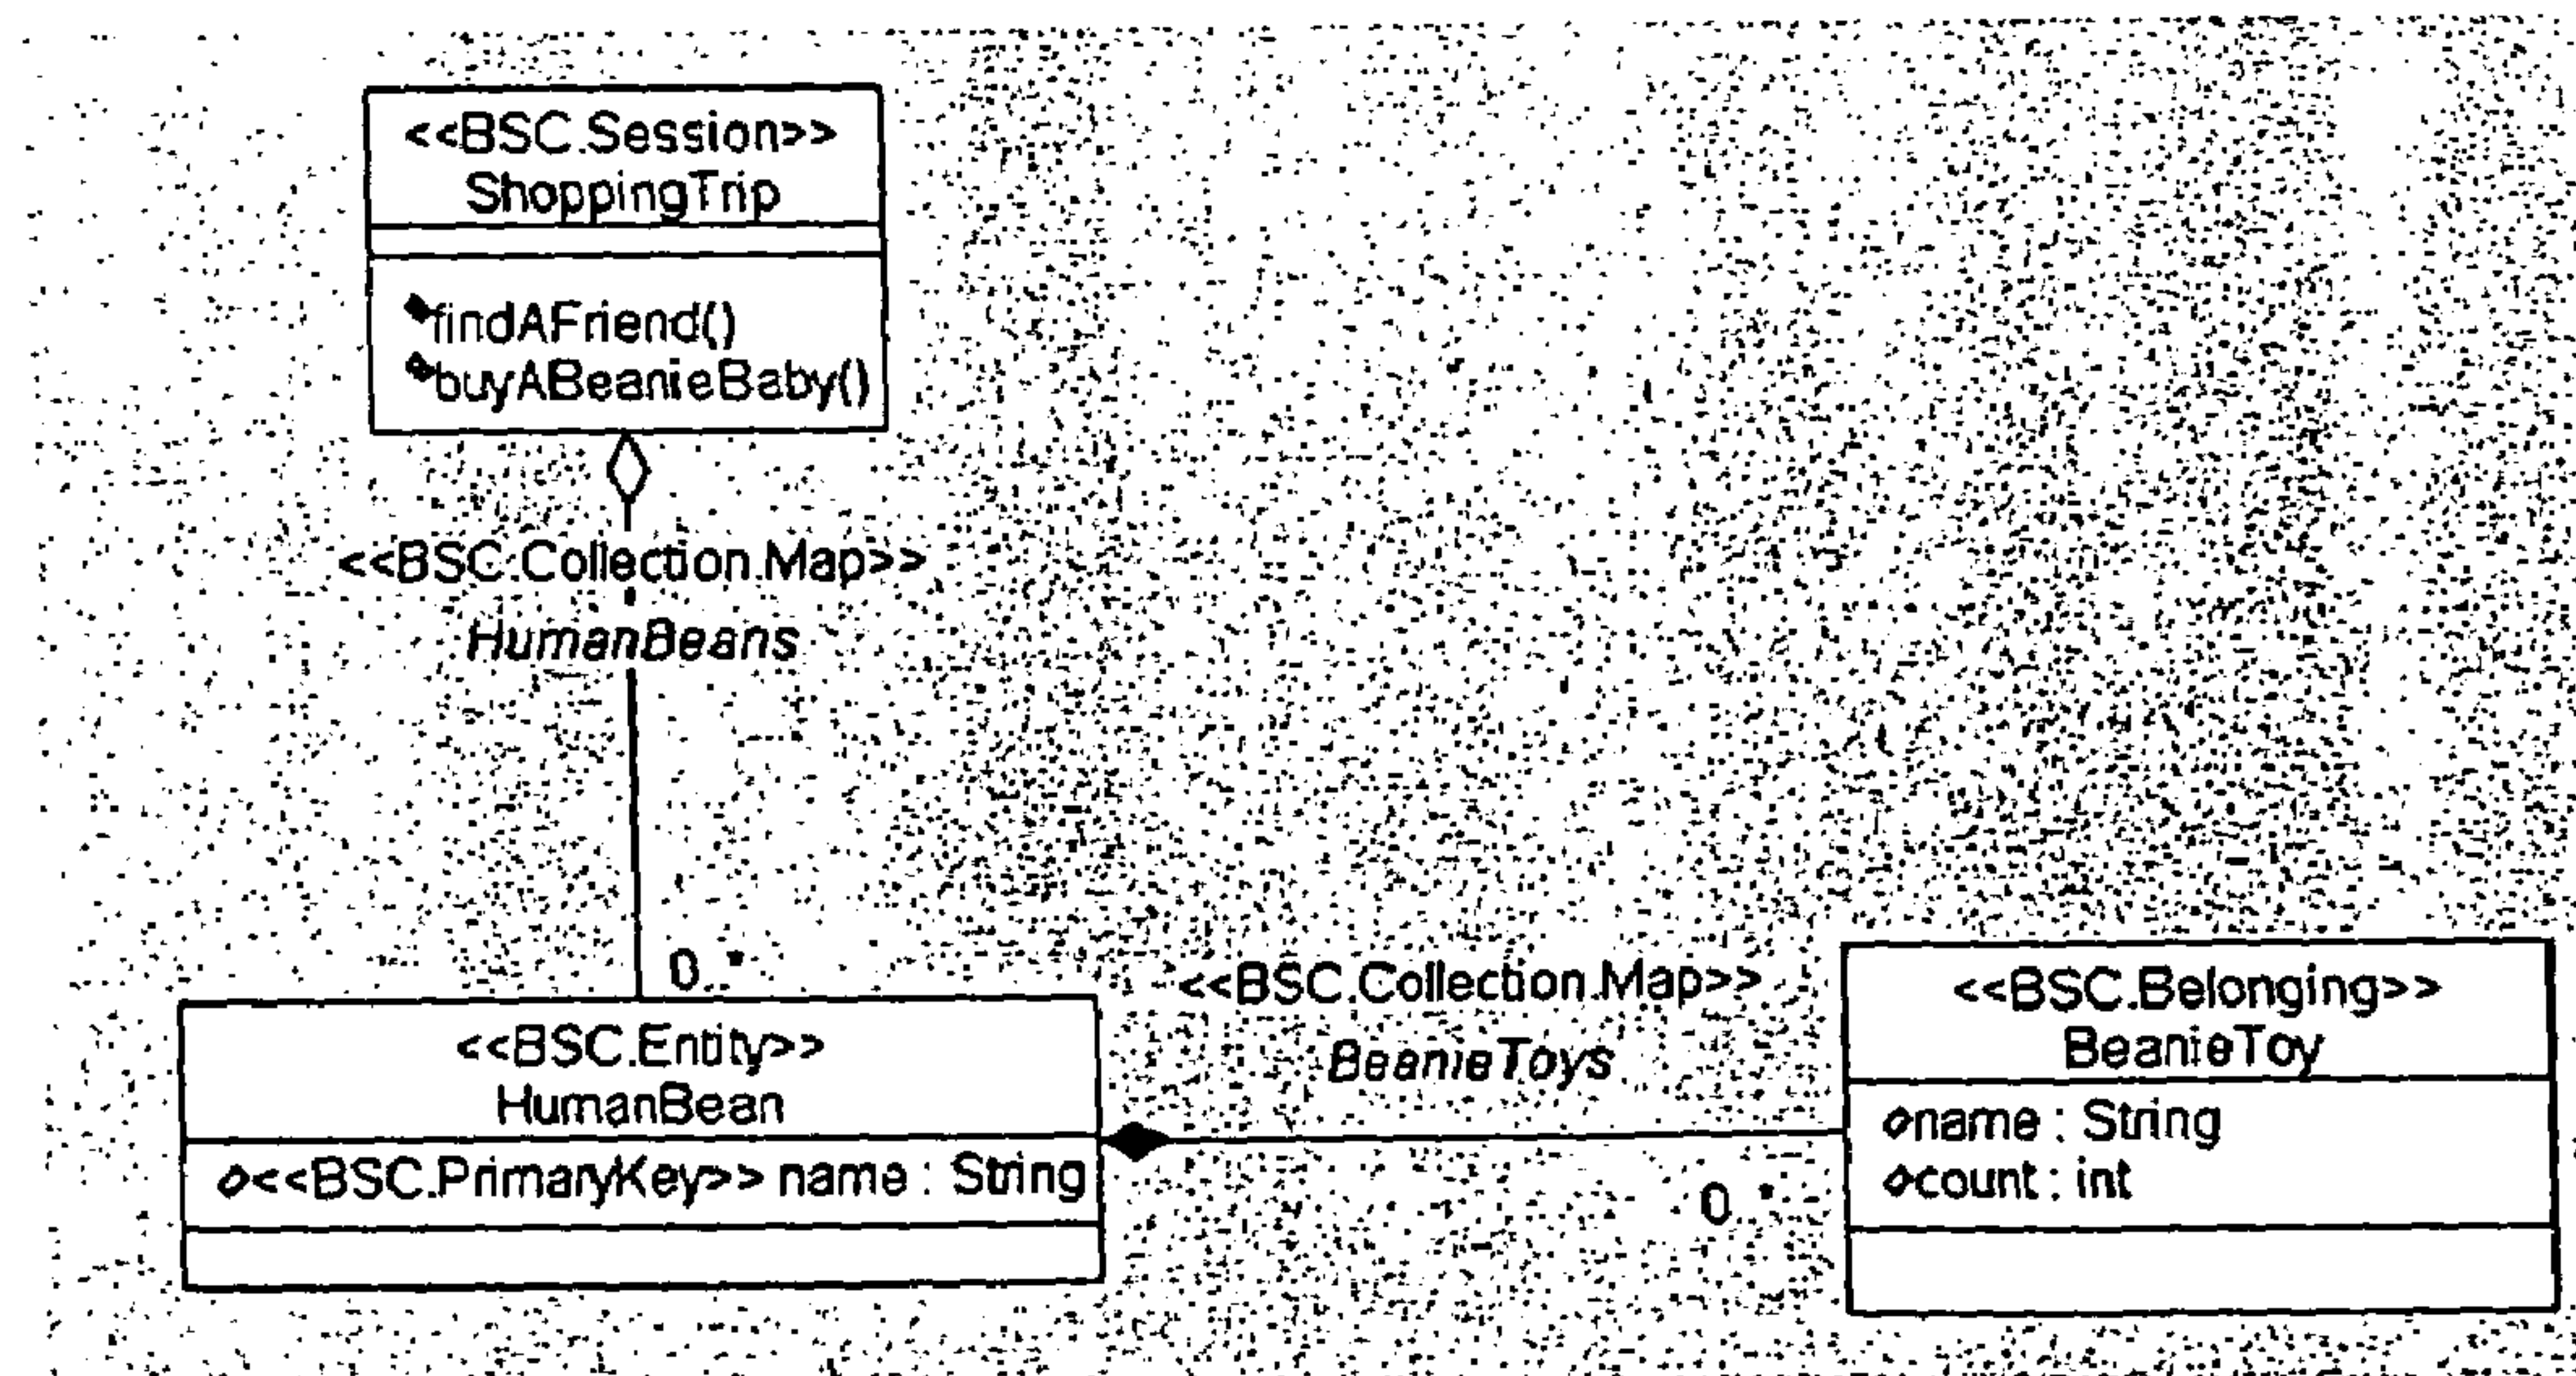 <<BSC.Session>>
ShoppingTrip
findAFriend()
buyABeanieBaby()
<<BSC.Collection.Map>>
HumanBeans
0..*
<<BSC.Entity>>
HumanBean
<<BSC.PrimaryKey>> name : String
<<BSC.Collection.Map>>
BeanieToys
0..*
<<BSC.Belonging>>
BeanieToy
name : String
count : int